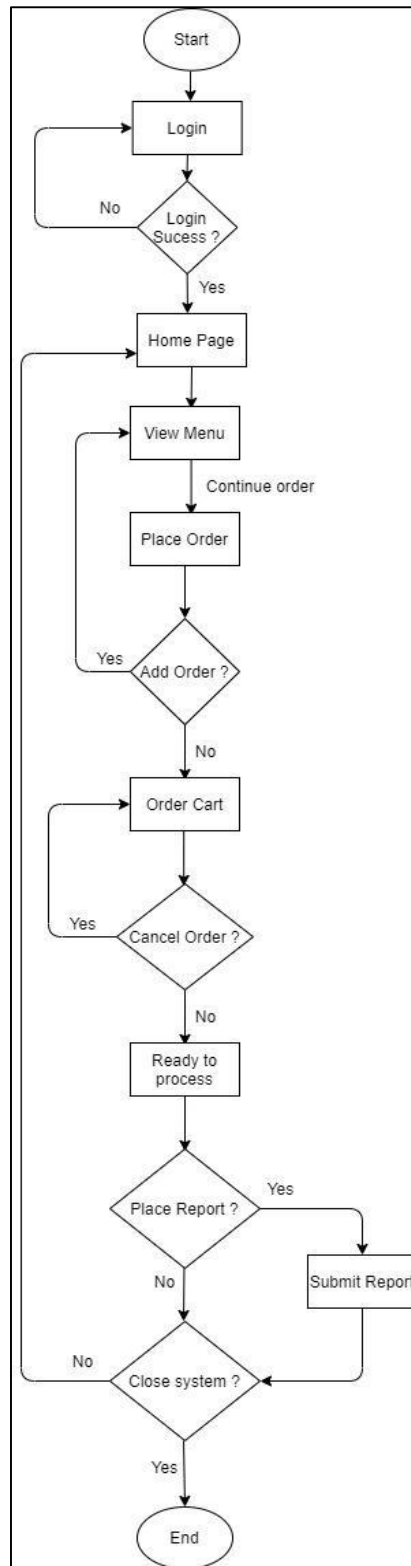 Start
Login
No
Login
Sucess ?
Yes
Home Page
View Menu
Continue order
Place Order
Yes
Add Order ?
No
Order Cart
Yes
Cancel Order ?
No
Ready to
process
Yes
Place Report ?
No
Submit Report
No
Close system ?
Yes
End